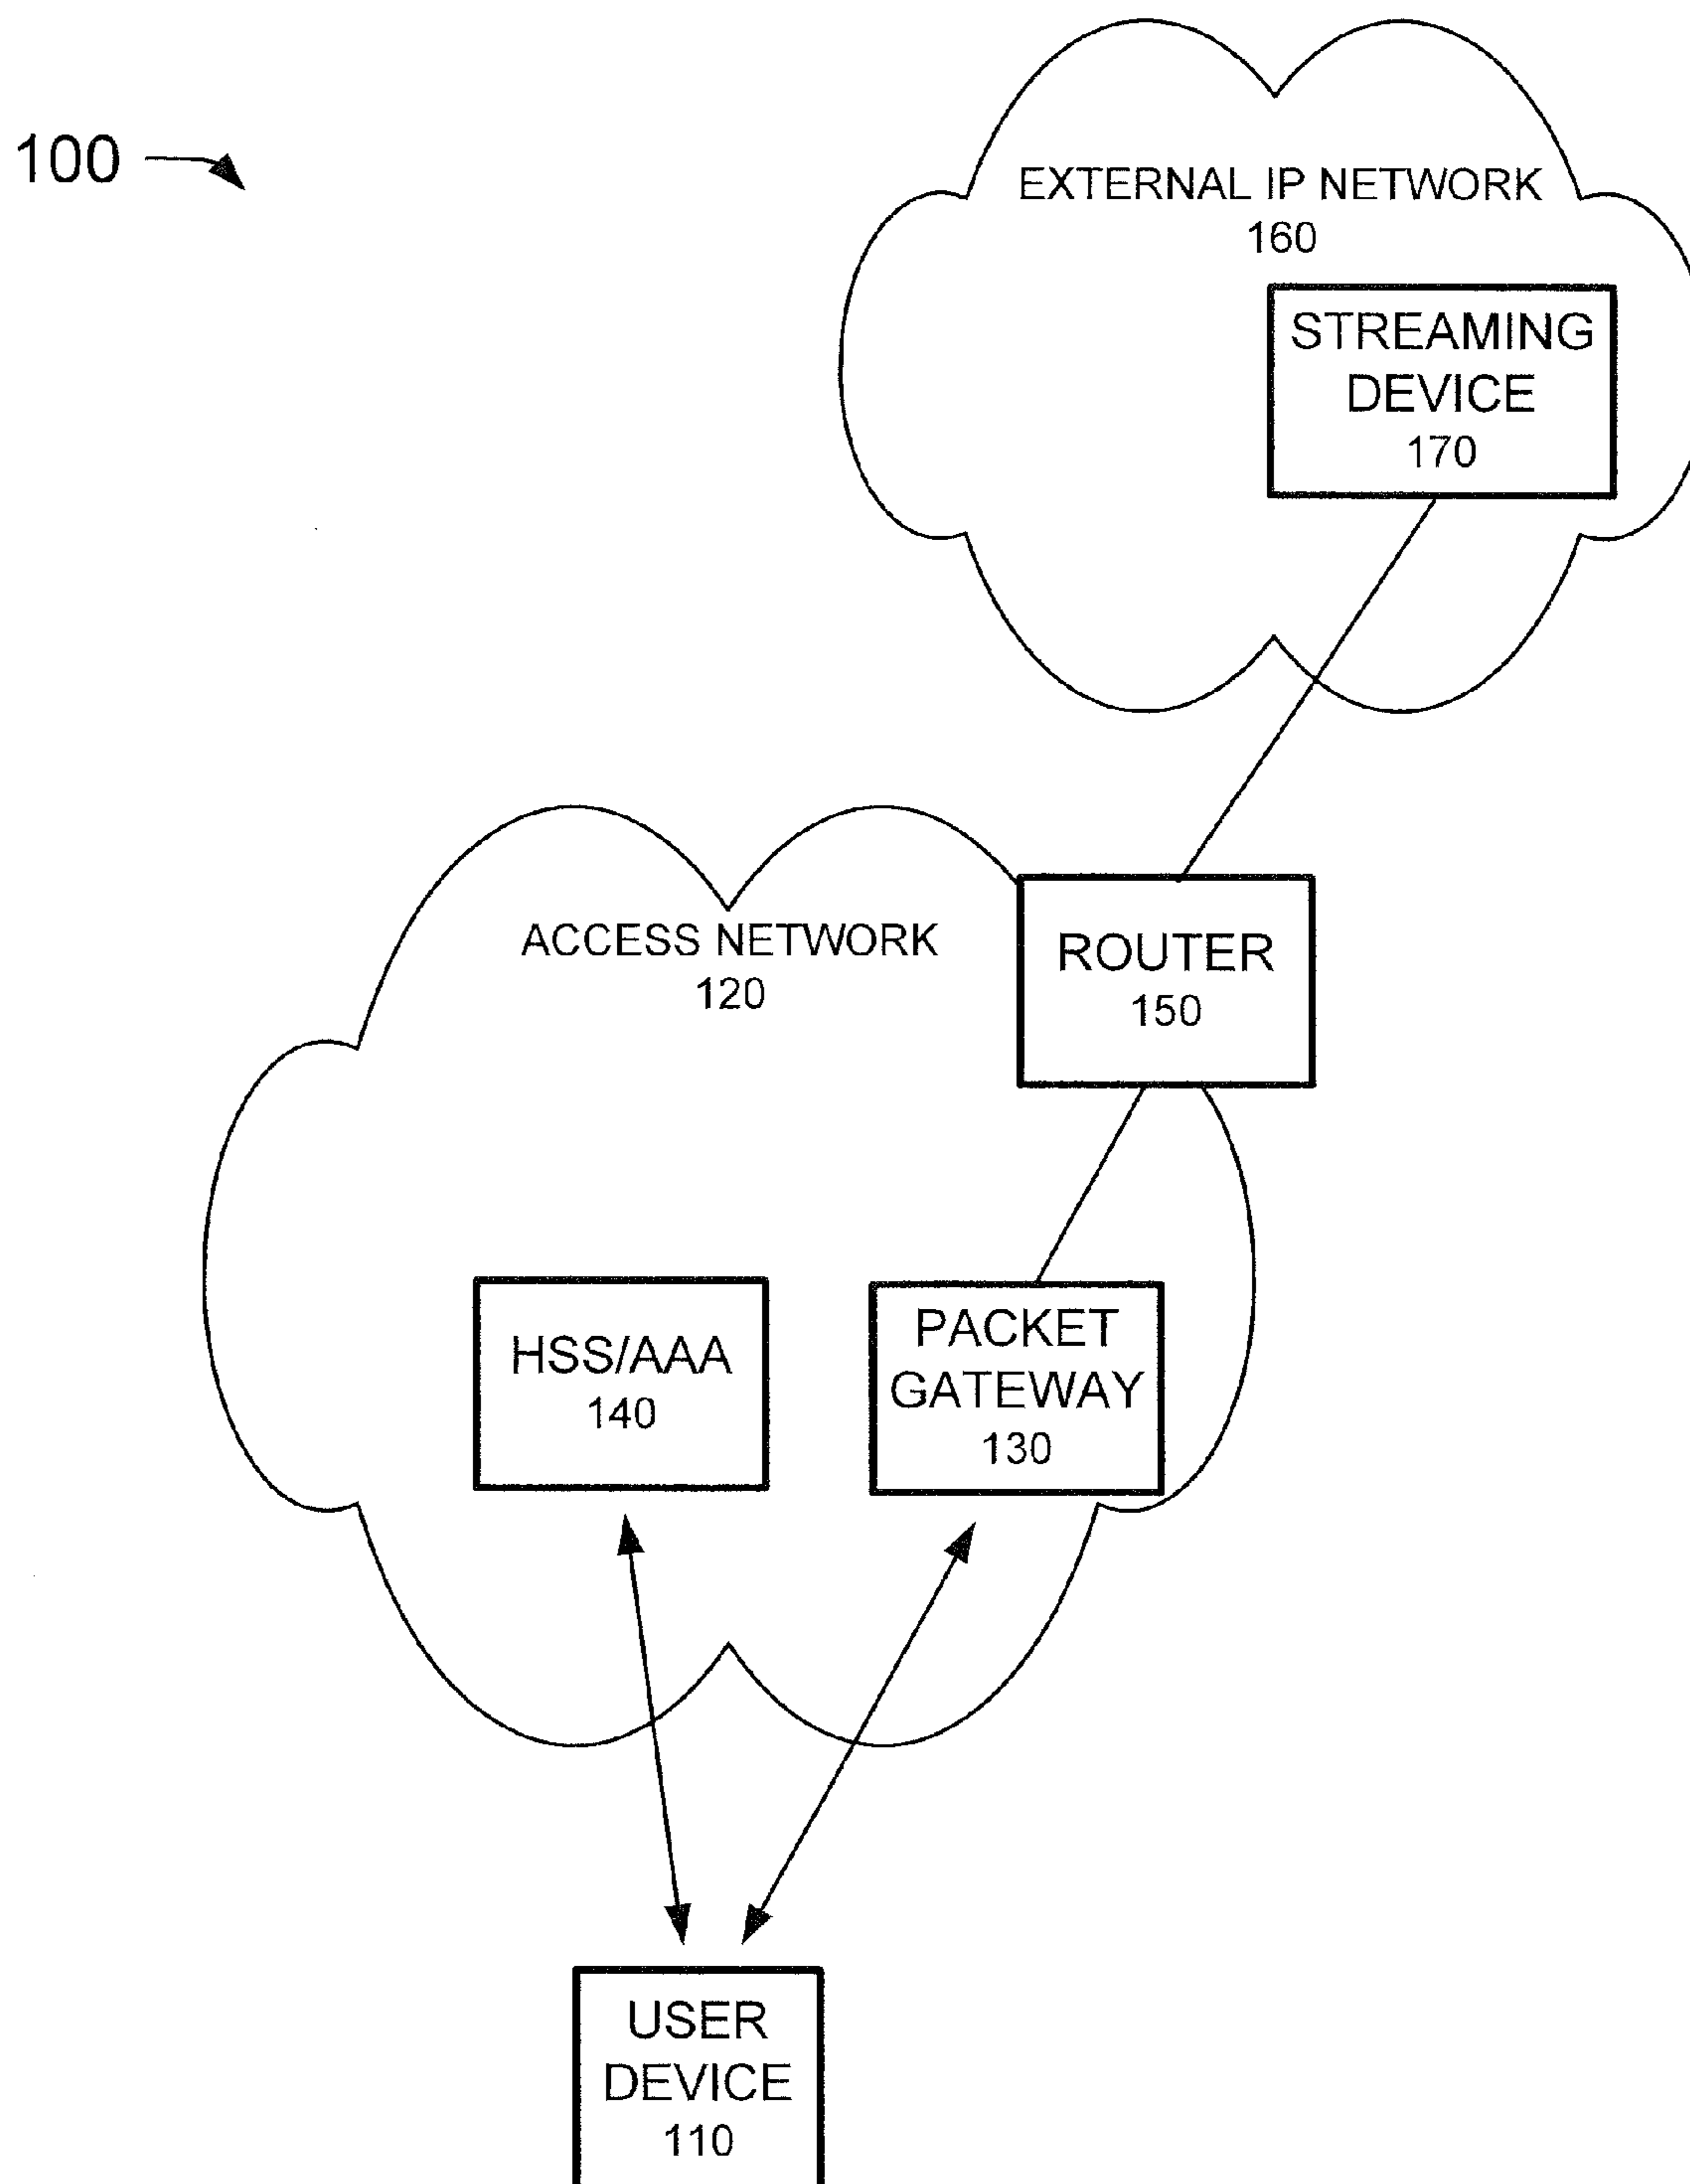 100
EXTERNAL IP NETWORK
160
STREAMING
DEVICE
170
ACCESS NETWORK
120
ROUTER
150
HSS/AAA
140
PACKET
GATEWAY
130
USER
DEVICE
110